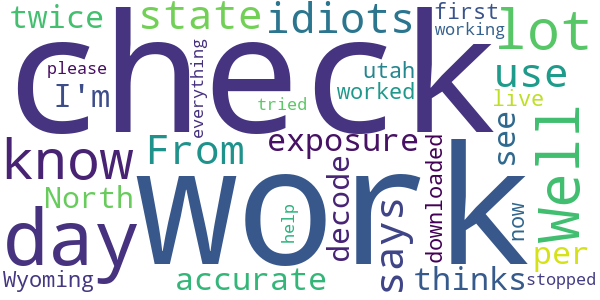 twice
state
idiots
first
working
lot
check
please
everything
I'm
tried
utah
worked
use
live
know
From
exposure
see
well
North
work
decode
downloaded
day
help
says
now
per
Wyoming
accurate
thinks
stopped